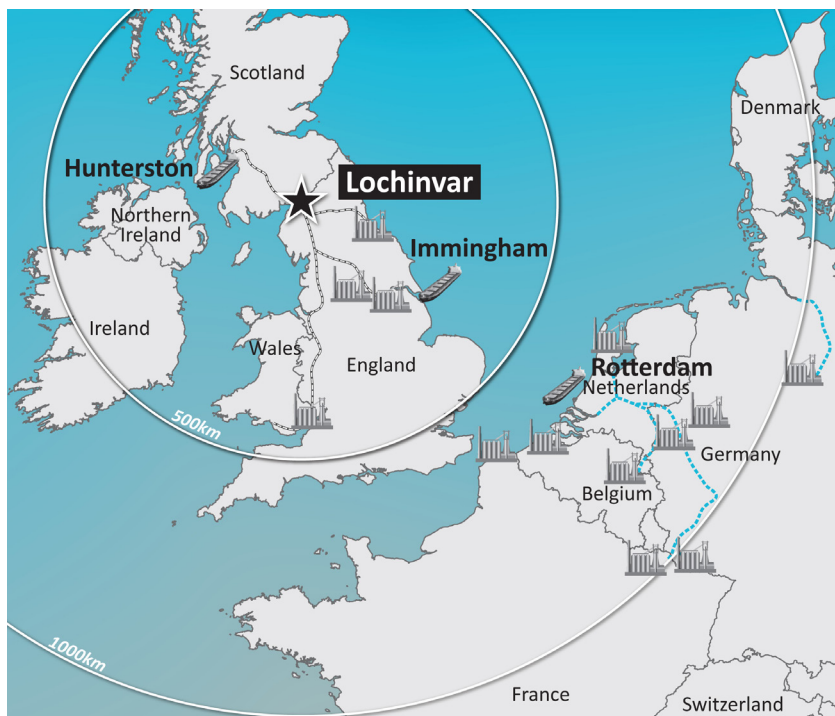 Scotland
Denmark
Hunterston
Lochinvar
Northern
Ireland
Immingham
Ireland
Wales
England
Rotterdam
Netherlands
500km
Germany
Belgium
1000km
France
Switzerland